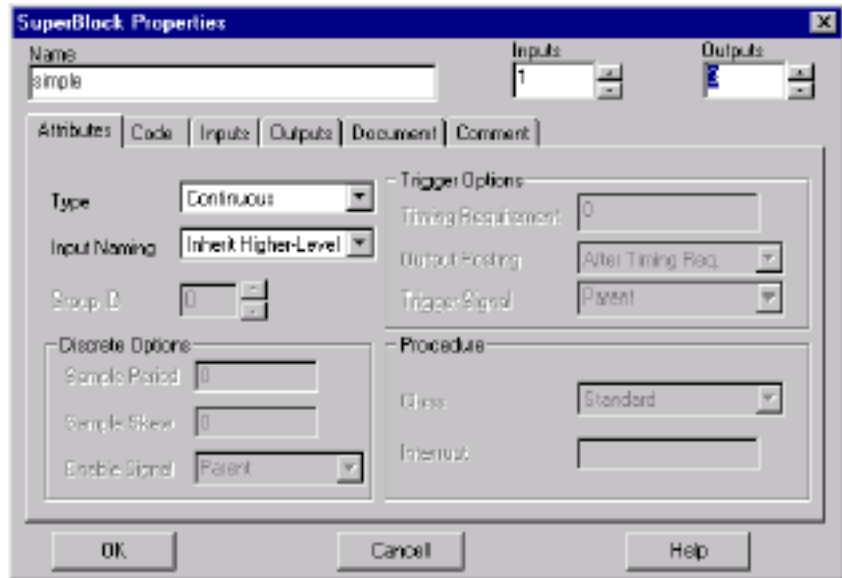 SuperBlock Properties
Name
Inputs
Outputs
simple
1
2
Attributes
Code
Inputs
Outputs
Document
Comment
Type
Continuous
Input Naming
Inherit Higher-Level
Group ID
0
Trigger Options
Timing Requirement
0
Output Posting
After Timing Req.
Trigger Signal
Parent
Discrete Options
Sample Period
0
Sample Skew
0
Enable Signal
Parent
Procedure
Class
Standard
Interrupt
OK
Cancel
Help